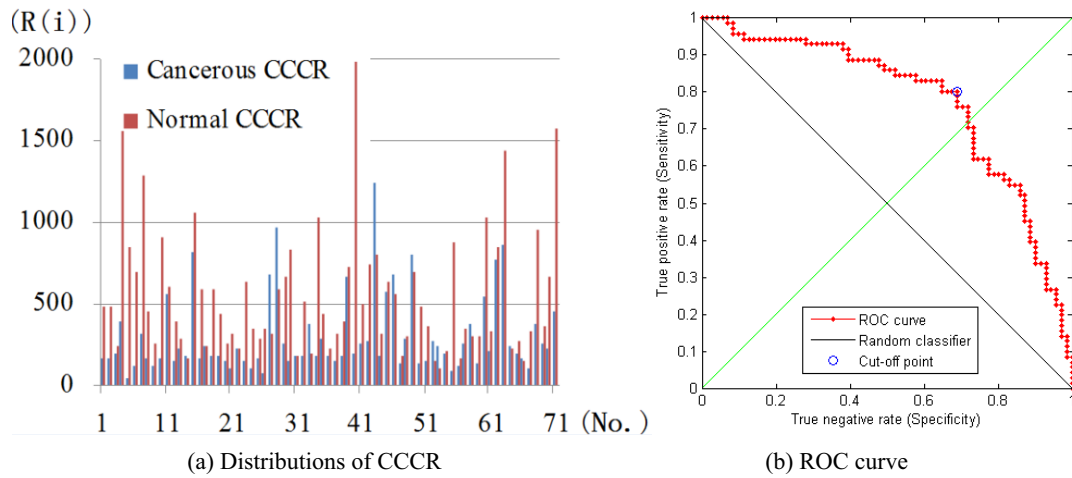 (R(i))
2000
1500
1000
500
0
Cancerous CCCR
Normal CCCR
1 11 21 31 41 51 61 71 (No.)
(a) Distributions of CCCR
True positive rate (Sensitivity)
1
0.9
0.8
0.7
0.6
0.5
0.4
0.3
0.2
0.1
0
ROC curve
Random classifier
Cut-off point
0 0.2 0.4 0.6 0.8 1
True negative rate (Specificity)
(b) ROC curve